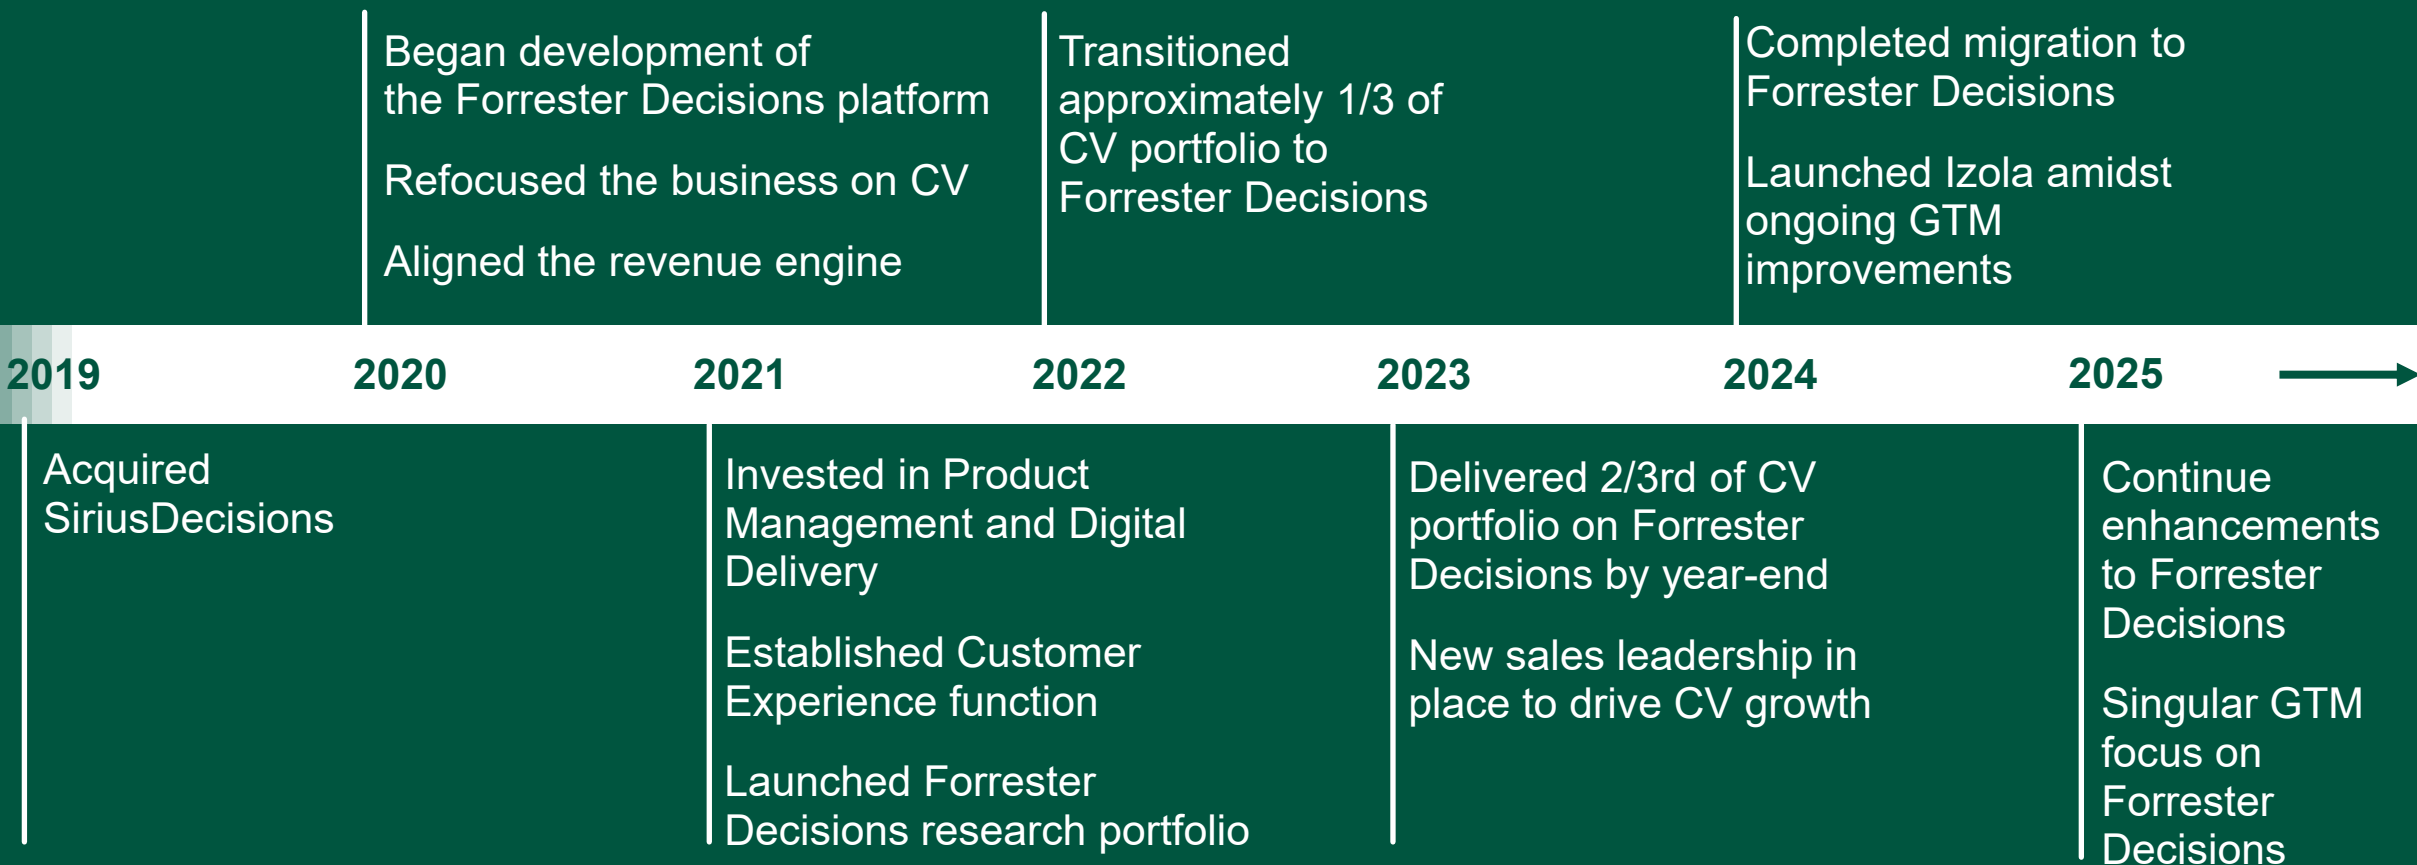 Began development of
the Forrester Decisions platform
Refocused the business on CV
Aligned the revenue engine
Transitioned
approximately 1/3 of
CV portfolio to
Forrester Decisions
Completed migration to
Forrester Decisions
Launched Izola amidst
ongoing GTM
improvements
2019 2020 2021 2022 2023 2024 2025
Acquired
SiriusDecisions
Invested in Product
Management and Digital
Delivery
Established Customer
Experience function
Launched Forrester
Decisions research portfolio
Delivered 2/3rd of CV
portfolio on Forrester
Decisions by year-end
New sales leadership in
place to drive CV growth
Continue
enhancements
to Forrester
Decisions
Singular GTM
focus on
Forrester
Decisions